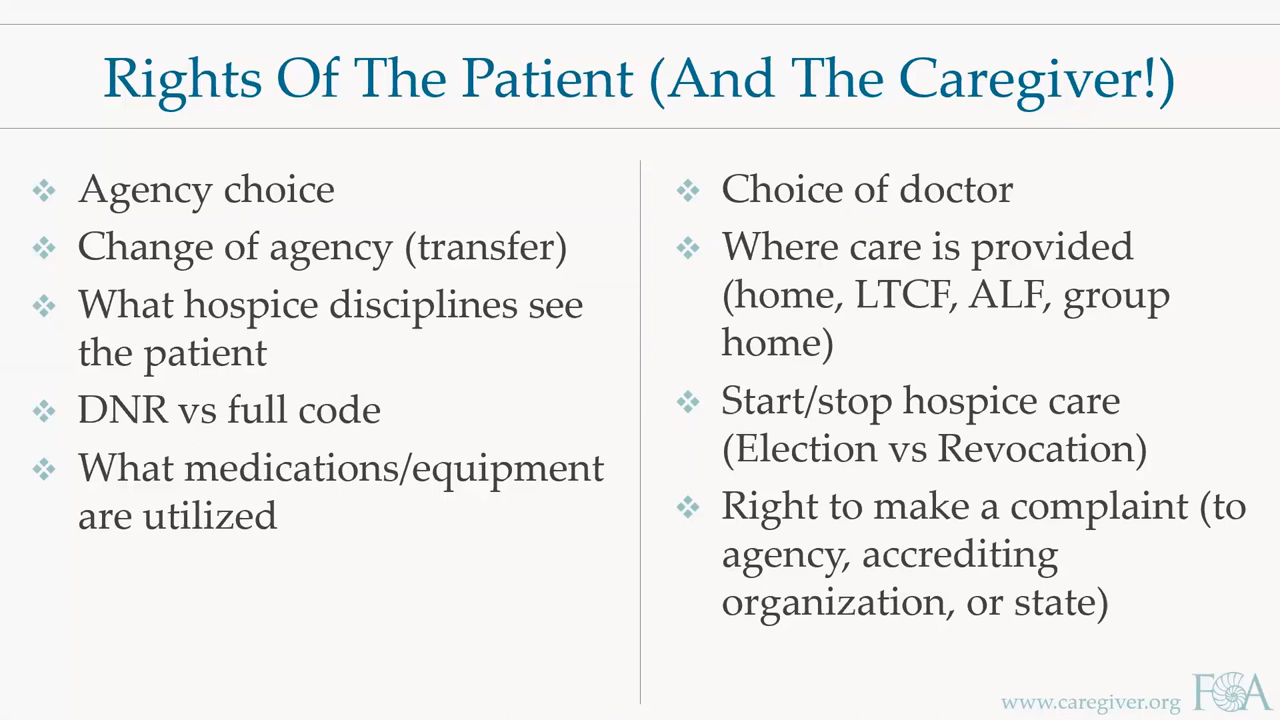 Rights Of The Patient (And The Caregiver!)
Agency choice
Change of agency (transfer)
What hospice disciplines see
the patient
DNR vs full code
What medications/equipment
are utilized
Choice of doctor
Where care is provided
(home, LTCF, ALF, group
home)
Start/stop hospice care
(Election vs Revocation)
Right to make a complaint (to
agency, accrediting
organization, or state)
www.caregiver.org
FCA